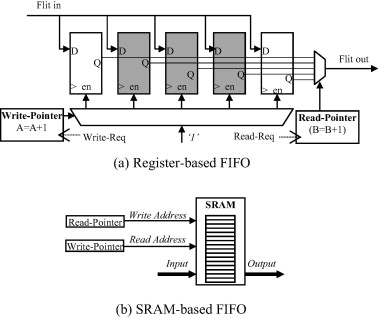 Flit in
D D D D D
Q Q Q Q Q
Flit out
> en > en > en > en > en
Write-Pointer
A=A+1
Write-Req
'1'
Read-Req
Read-Pointer
(B=B+1)
(a) Register-based FIFO
SRAM
Read-Pointer
Write Address
Write-Pointer
Read Address
Input
Output
(b) SRAM-based FIFO